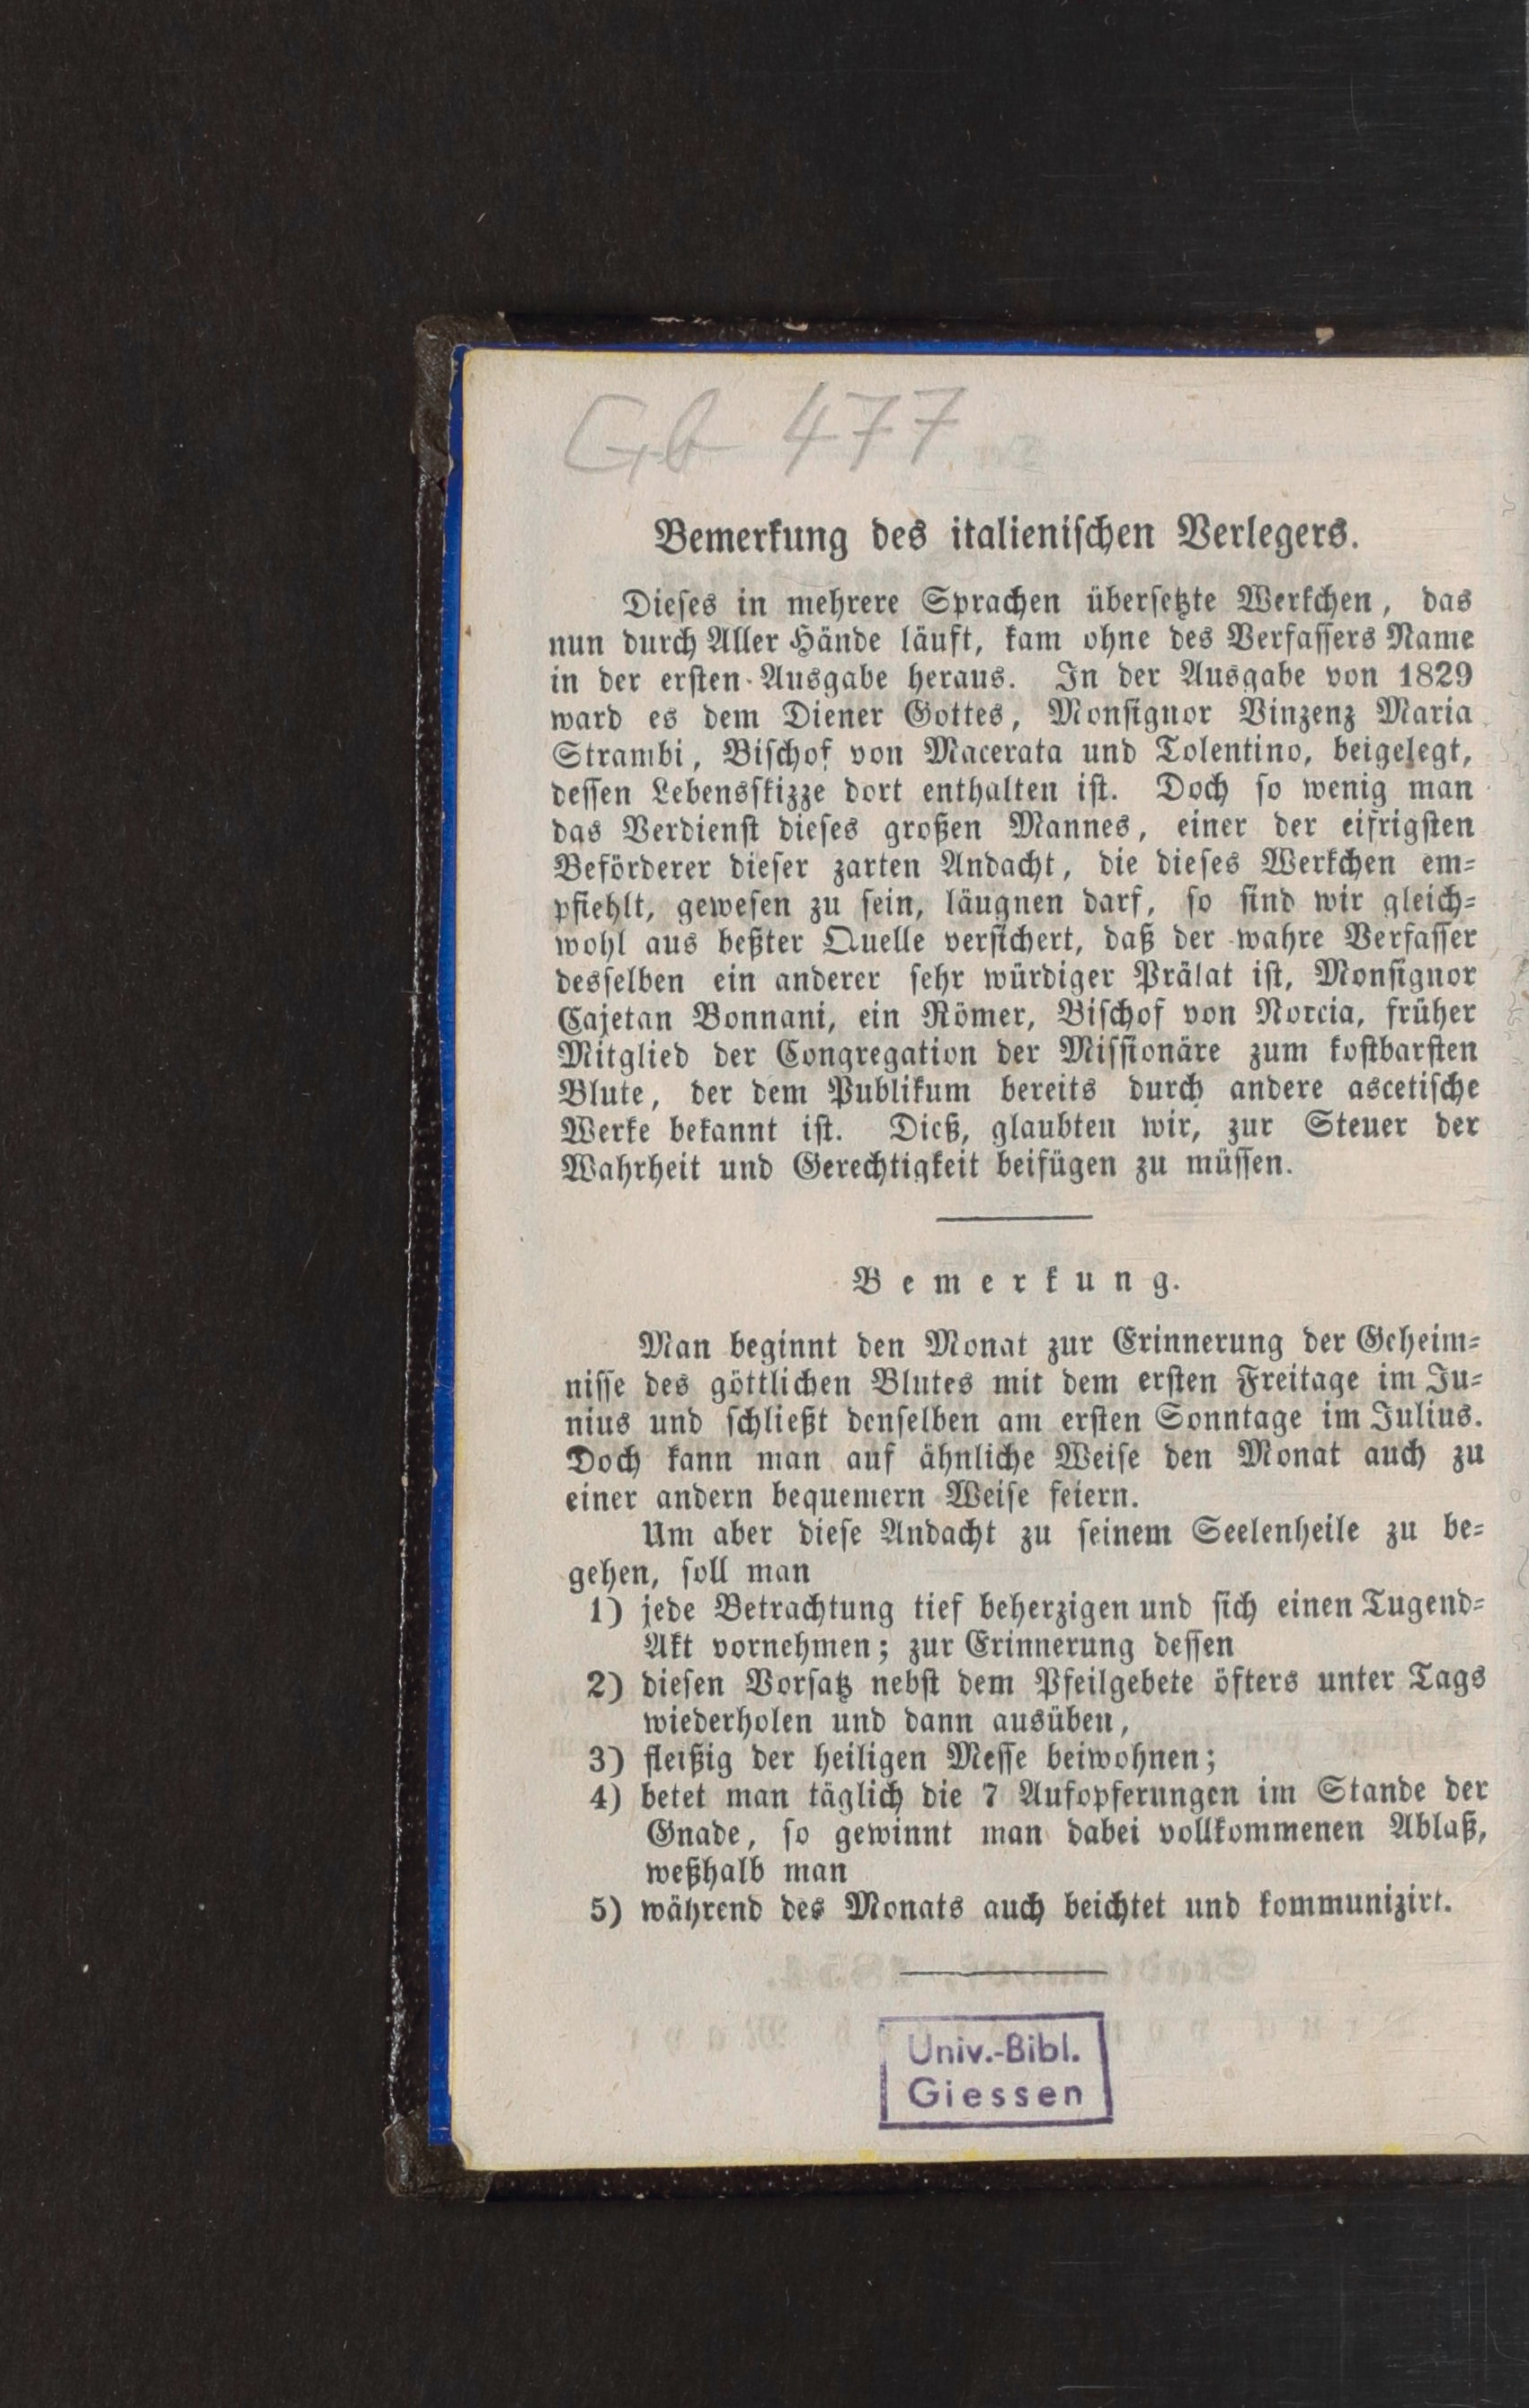 Gb 477
Bemerkung des italienischen Verlegers.
Dieses in mehrere Sprachen übersetzte Werkchen, das
nun durch Aller Hände läuft, kam ohne des Verfassers Name
in der ersten Ausgabe heraus. In der Ausgabe von 1829
ward es dem Diener Gottes, Monsignor Vinzenz Maria
Strambi, Bischof von Macerata und Tolentino, beigelegt,
dessen Lebensskizze dort enthalten ist. Doch so wenig man
das Verdienst dieses großen Mannes, einer der eifrigsten
Beförderer dieser zarten Andacht, die dieses Werkchen em-
pfiehlt, gewesen zu sein, läugnen darf, so sind wir gleich-
wohl aus beßter Quelle versichert, daß der wahre Verfasser
desselben ein anderer sehr würdiger Prälat ist, Monsignor
Cajetan Bonnani, ein Römer, Bischof von Norcia, früher
Mitglied der Congregation der Missionäre zum kostbarsten
Blute, der dem Publikum bereits durch andere ascetische
Werke bekannt ist. Dieß, glaubten wir, zur Steuer der
Wahrheit und Gerechtigkeit beifügen zu müssen.
Bemerkung.
Man beginnt den Monat zur Erinnerung der Geheim-
nisse des göttlichen Blutes mit dem ersten Freitage im Ju-
nius und schließt denselben am ersten Sonntage im Julius.
Doch kann man auf ähnliche Weise den Monat auch zu
einer andern bequemern Weise feiern.
Um aber diese Andacht zu seinem Seelenheile zu be-
gehen, soll man
1) jede Betrachtung tief beherzigen und sich einen Tugend-
Akt vornehmen; zur Erinnerung dessen
2) diesen Vorsatz nebst dem Pfeilgebete öfters unter Tags
wiederholen und dann ausüben,
3) fleißig der heiligen Messe beiwohnen;
4) betet man täglich die 7 Aufopferungen im Stande der
Gnade, so gewinnt man dabei vollkommenen Ablaß,
weßhalb man
5) während des Monats auch beichtet und kommunizirt.
Univ.-Bibl.
Giessen